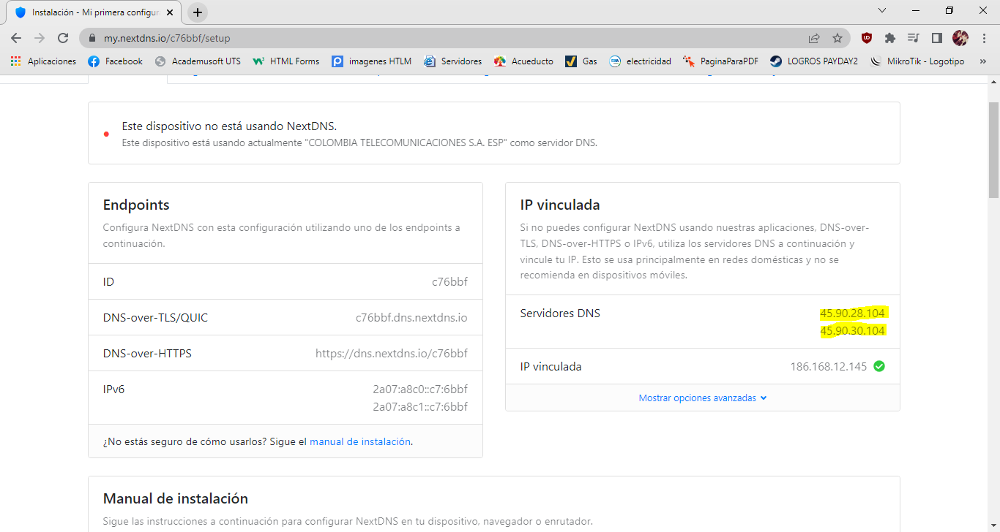 Instalación - Mi primera configur
my.nextdns.io/c76bbf/setup
Aplicaciones Facebook Academusoft UTS HTML Forms imagenes HTLM Servidores Acueducto Gas electricidad PaginaParaPDF LOGROS PAYDAY2 MikroTik - Logotipo »
Este dispositivo no está usando NextDNS.
Este dispositivo está usando actualmente "COLOMBIA TELECOMUNICACIONES S.A. ESP" como servidor DNS.
Endpoints
Configura NextDNS con esta configuración utilizando uno de los endpoints a
continuación.
ID c76bbf
DNS-over-TLS/QUIC c76bbf.dns.nextdns.io
DNS-over-HTTPS https://dns.nextdns.io/c76bbf
IPv6 2a07:a8c0::c7:6bbf
2a07:a8c1::c7:6bbf
¿No estás seguro de cómo usarlos? Sigue el manual de instalación.
IP vinculada
Si no puedes configurar NextDNS usando nuestras aplicaciones, DNS-over-
TLS, DNS-over-HTTPS o IPv6, utiliza los servidores DNS a continuación y
vincule tu IP. Esto se usa principalmente en redes domésticas y no se
recomienda en dispositivos móviles.
Servidores DNS 45.90.28.104
45.90.30.104
IP vinculada 186.168.12.145
Mostrar opciones avanzadas
Manual de instalación
Sigue las instrucciones a continuación para configurar NextDNS en tu dispositivo, navegador o enrutador.